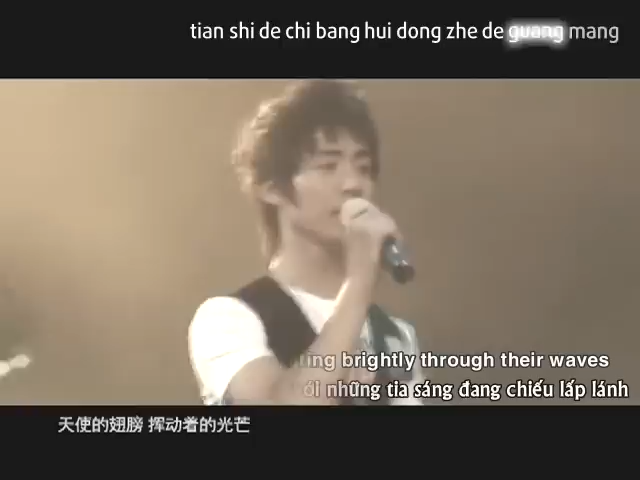 tian shi de chi bang hui dong zhe de guang mang
ing brightly through their waves
những tia sáng đang chiếu lấp lánh
天使的翅膀 挥动着的光芒